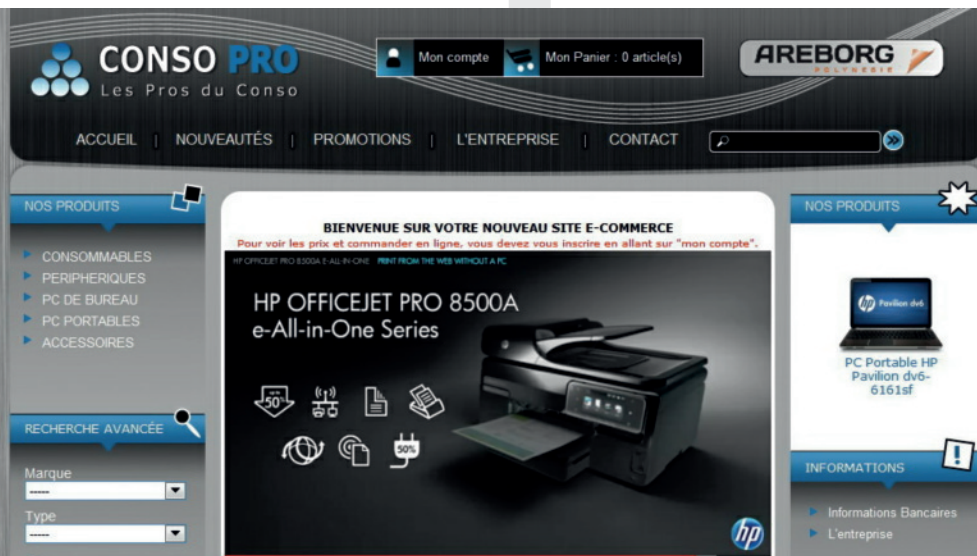 CONSO PRO
Les Pros du Conso
Mon compte
Mon Panier : 0 article(s)
AREBORG
POLYNESIE
ACCUEIL | NOUVEAUTÉS | PROMOTIONS | L'ENTREPRISE | CONTACT
NOS PRODUITS
CONSOMMABLES
PERIPHERIQUES
PC DE BUREAU
PC PORTABLES
ACCESSOIRES
RECHERCHE AVANCÉE
Marque
-----
Type
-----
BIENVENUE SUR VOTRE NOUVEAU SITE E-COMMERCE
Pour voir les prix et commander en ligne, vous devez vous inscrire en allant sur "mon compte".
HP OFFICEJET PRO 8500A E-ALL-IN-ONE PRINT FROM THE WEB WITHOUT A PC
HP OFFICEJET PRO 8500A
e-All-in-One Series
50%
50%
hp
NOS PRODUITS
hp Pavilion dv6
PC Portable HP
Pavilion dv6-
6161sf
INFORMATIONS
Informations Bancaires
L'entreprise